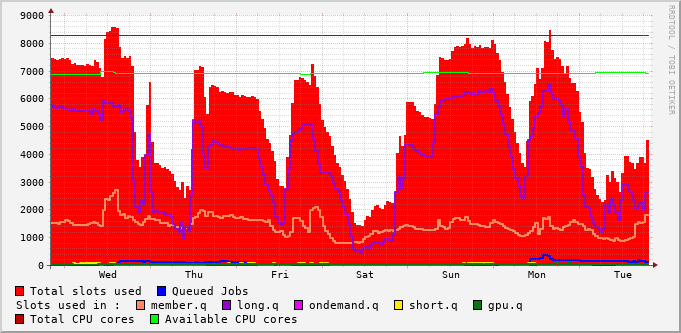 9000
8000
7000
6000
5000
4000
3000
2000
1000
0
Wed Thu Fri Sat Sun Mon Tue
RRDTOOL / TOBI OETIKER
Total slots used Queued Jobs
Slots used in : member.q long.q ondemand.q short.q gpu.q
Total CPU cores Available CPU cores